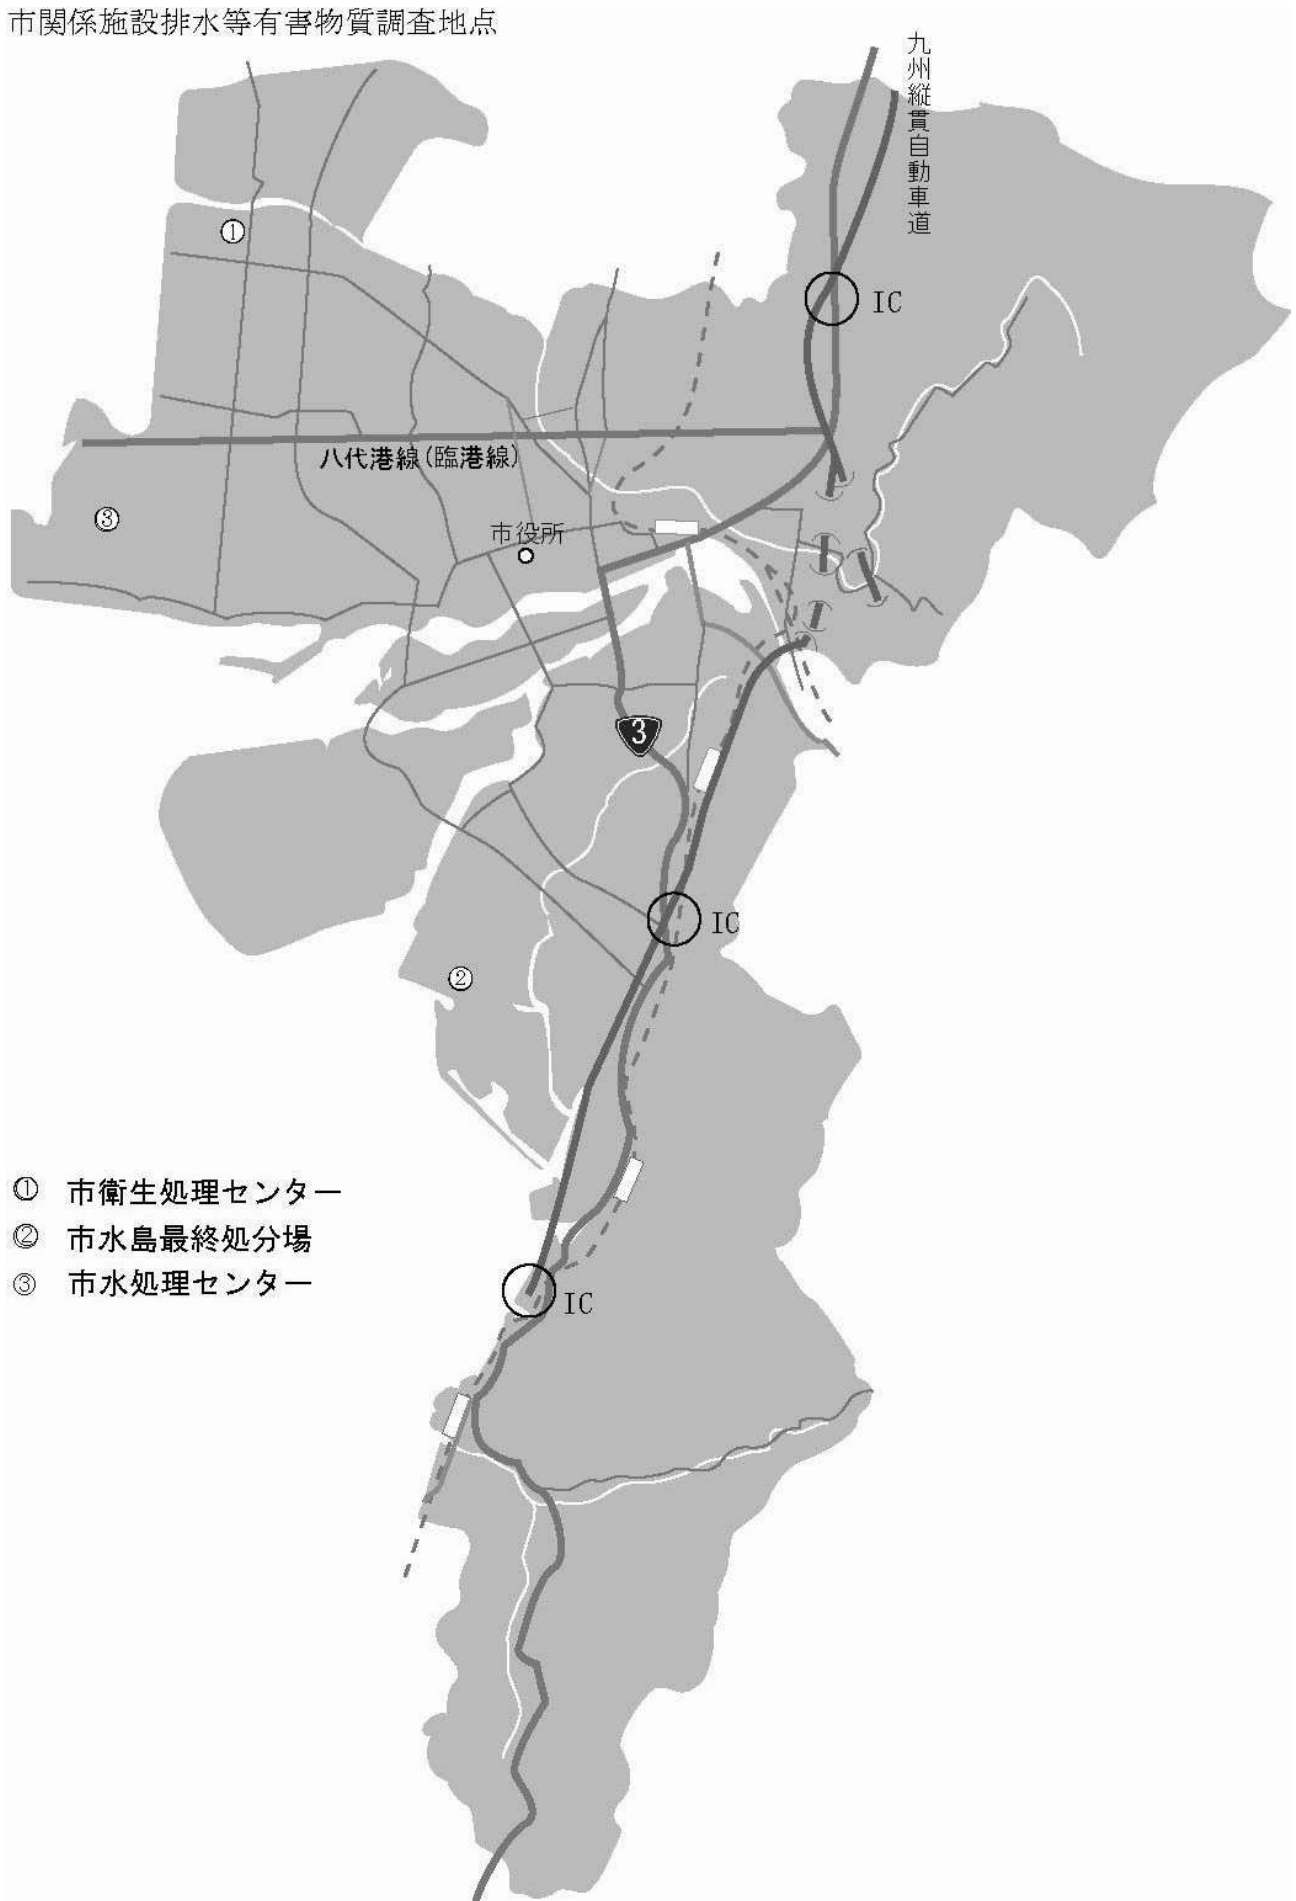 市関係施設排水等有害物質調査地点
九州縦貫自動車道
①
IC
八代港線(臨港線)
③
市役所
3
IC
②
① 市衛生処理センター
② 市水島最終処分場
③ 市水処理センター
IC